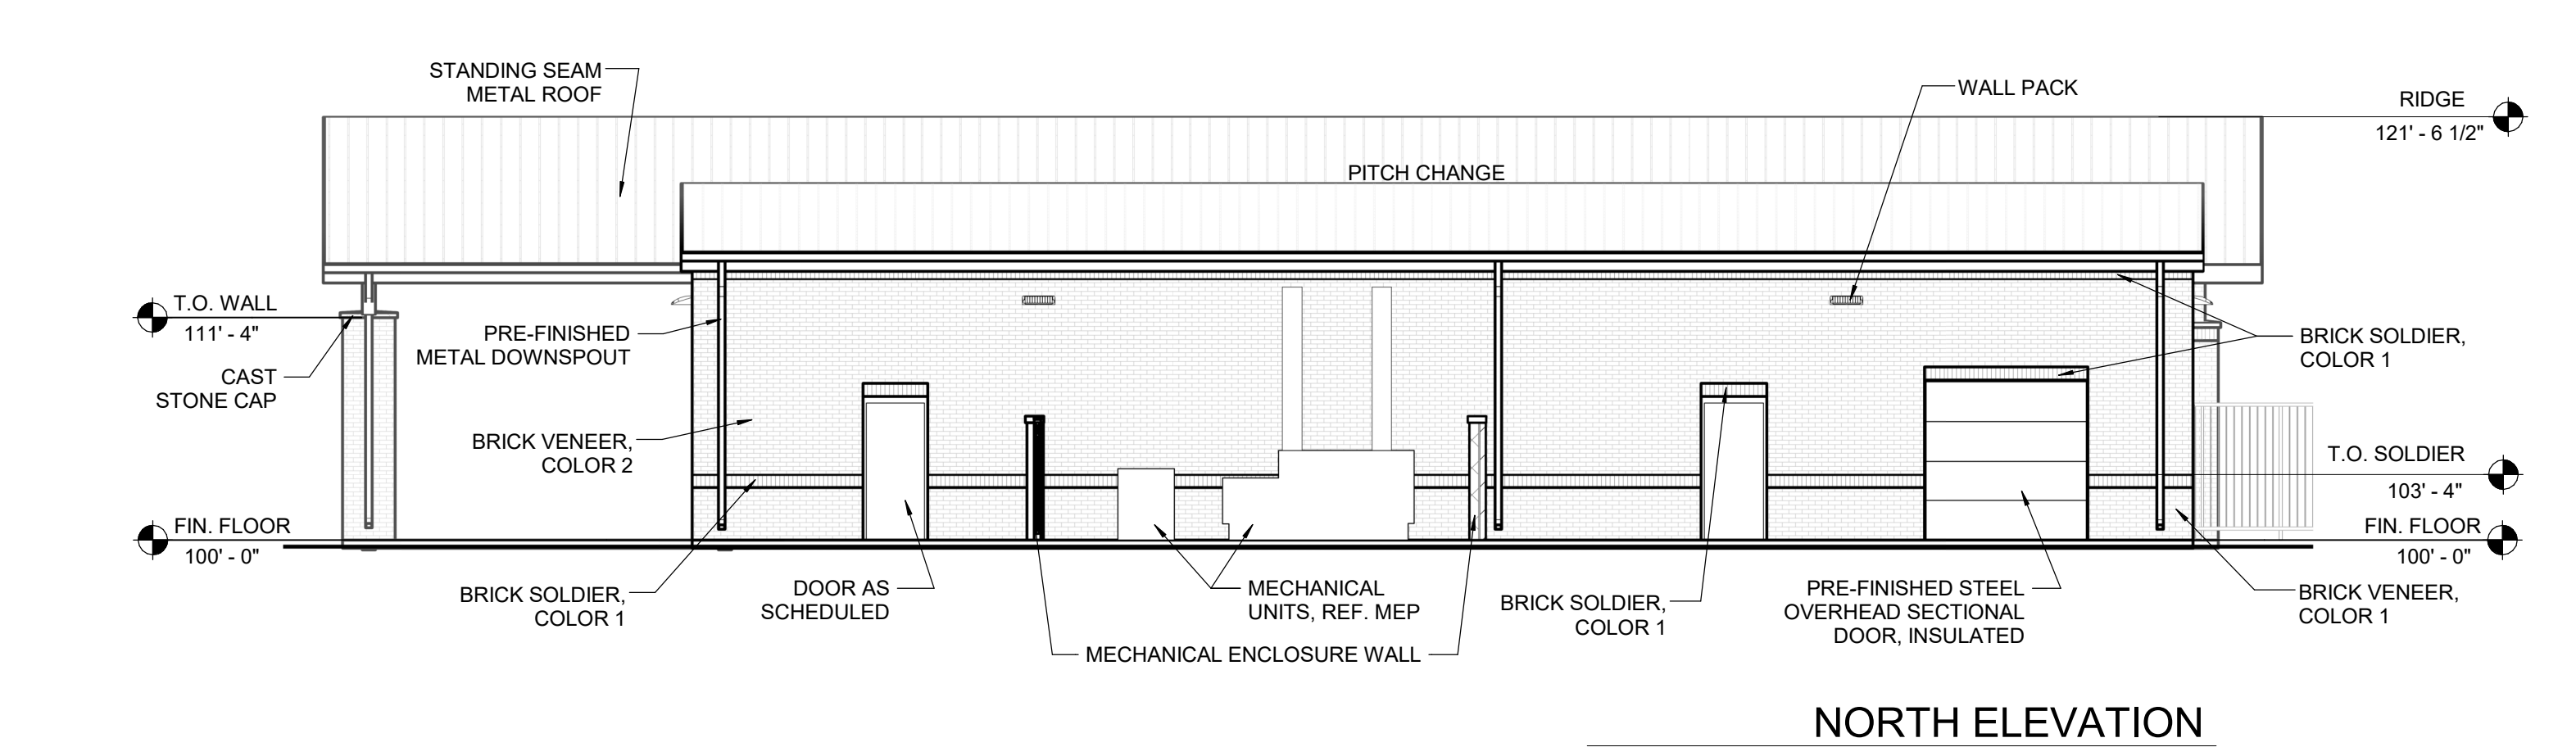 STANDING SEAM
METAL ROOF
WALL PACK
RIDGE
121' - 6 1/2"
PITCH CHANGE
T.O. WALL
111' - 4"
PRE-FINISHED
METAL DOWNSPOUT
BRICK SOLDIER,
COLOR 1
CAST
STONE CAP
BRICK VENEER,
COLOR 2
T.O. SOLDIER
103' - 4"
FIN. FLOOR
100' - 0"
FIN. FLOOR
100' - 0"
BRICK SOLDIER,
COLOR 1
DOOR AS
SCHEDULED
MECHANICAL
UNITS, REF. MEP
BRICK SOLDIER,
COLOR 1
PRE-FINISHED STEEL
OVERHEAD SECTIONAL
DOOR, INSULATED
BRICK VENEER,
COLOR 1
MECHANICAL ENCLOSURE WALL
NORTH ELEVATION